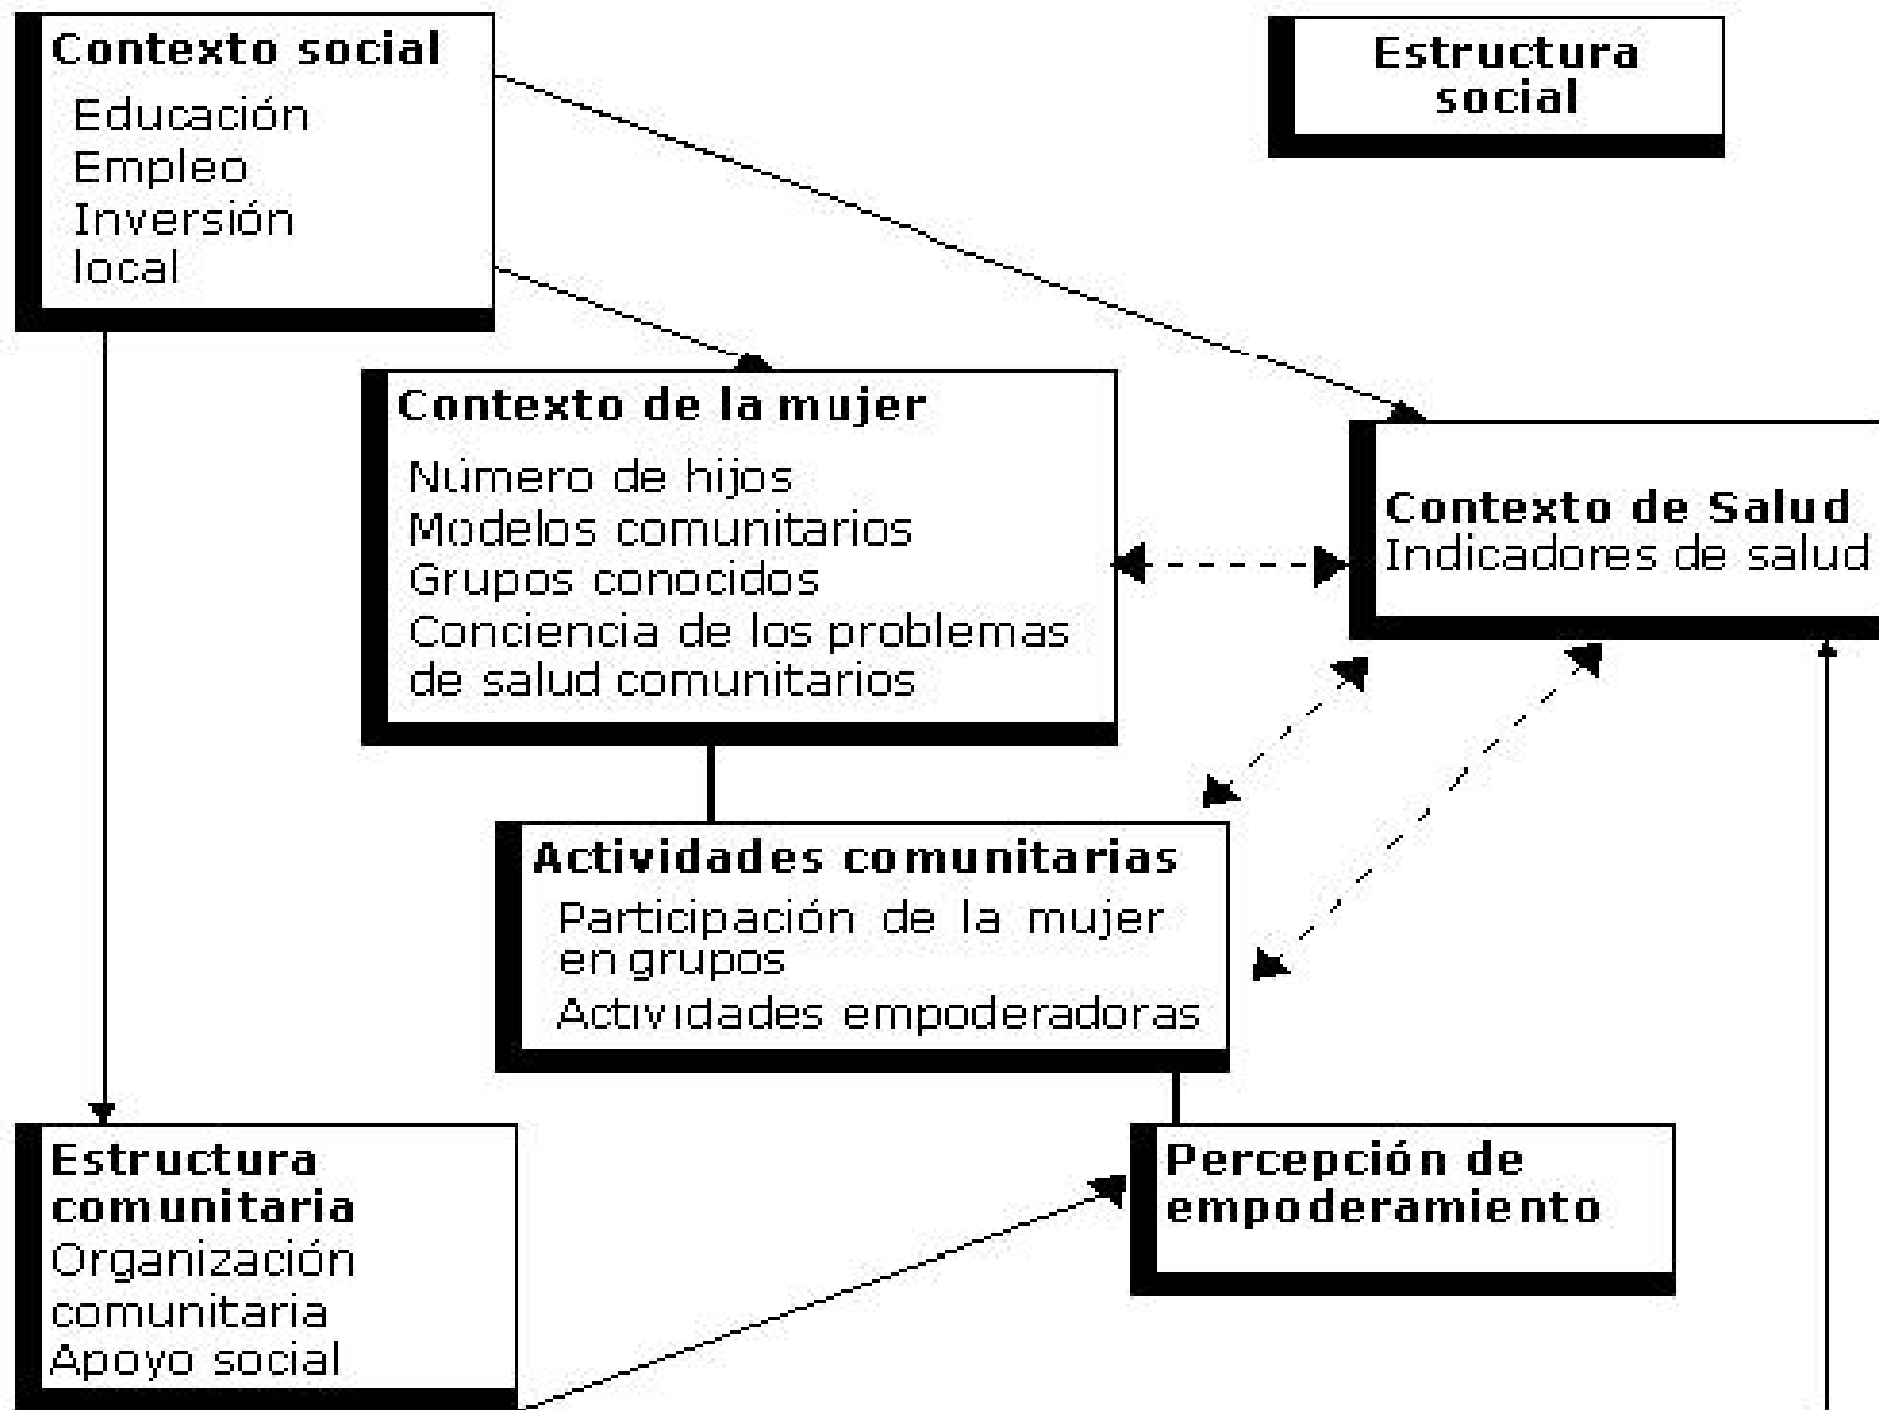 Contexto social
Educación
Empleo
Inversión
local
Estructura
social
Contexto de la mujer
Número de hijos
Modelos comunitarios
Grupos conocidos
Conciencia de los problemas
de salud comunitarios
Contexto de Salud
Indicadores de salud
Actividades comunitarias
Participación de la mujer
en grupos
Actividades empoderadoras
Estructura
comunitaria
Organización
comunitaria
Apoyo social
Percepción de
empoderamiento